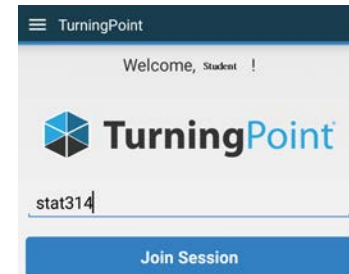 TurningPoint
Welcome, Student !
TurningPoint
stat314
Join Session